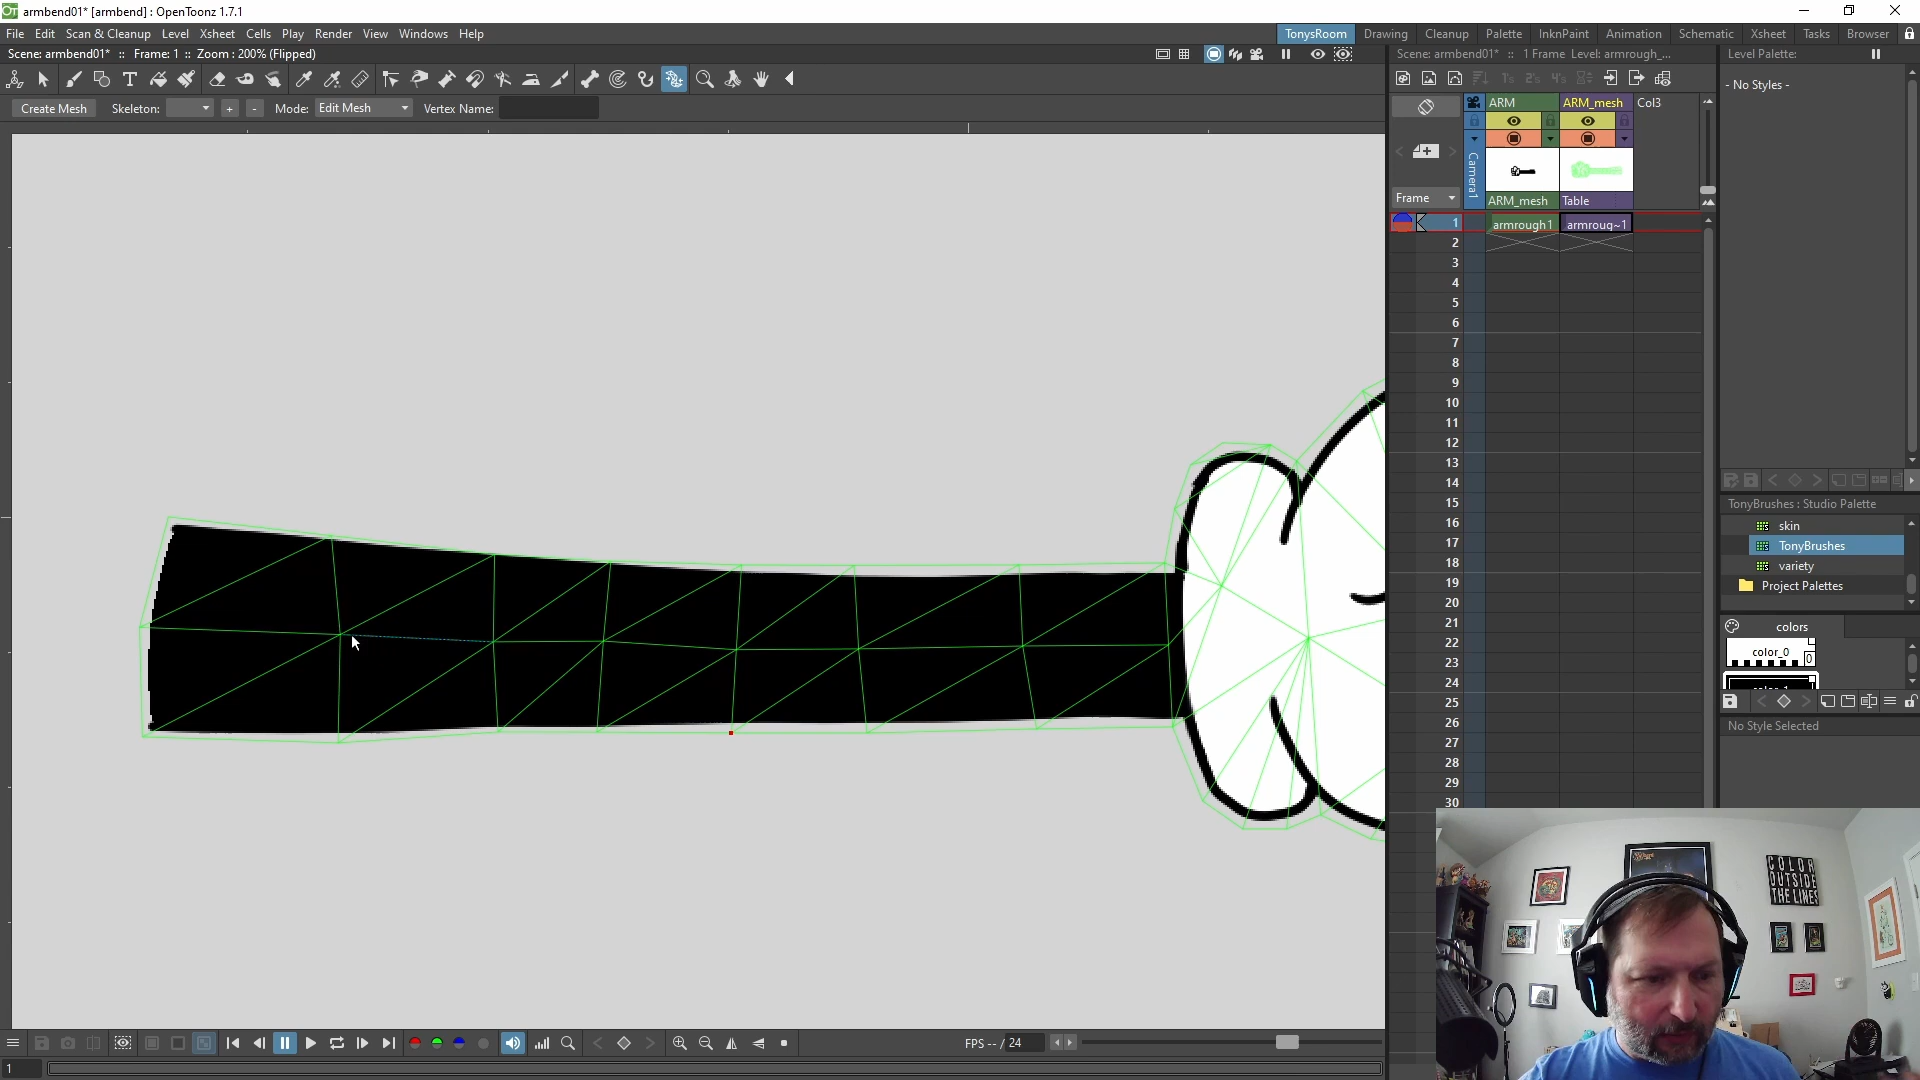 armbend01* [armbend] : OpenToonz 1.7.1
File Edit Scan & Cleanup Level Xsheet Cells Play Render View Windows Help
TonysRoom Drawing Cleanup Palette InknPaint Animation Schematic Xsheet Tasks Browser
Scene: armbend01* :: Frame: 1 :: Zoom : 200% (Flipped)
Scene: armbend01* :: 1 Frame Level: armrough_...
Level Palette:
- No Styles -
Create Mesh Skeleton: + - Mode: Edit Mesh Vertex Name:
1's 2's 4's
ARM ARM_mesh Col3
Camera1
Frame ARM_mesh Table
1 armrough1 armroug~1
2
3
4
5
6
7
8
9
10
11
12
13
14
15
16
17
18
19
20
21
22
23
24
25
26
27
28
29
30
TonyBrushes : Studio Palette
skin
TonyBrushes
variety
Project Palettes
colors
color_0
0
No Style Selected
COLOR
OUTSIDE
THE LINES
FPS -- / 24
1